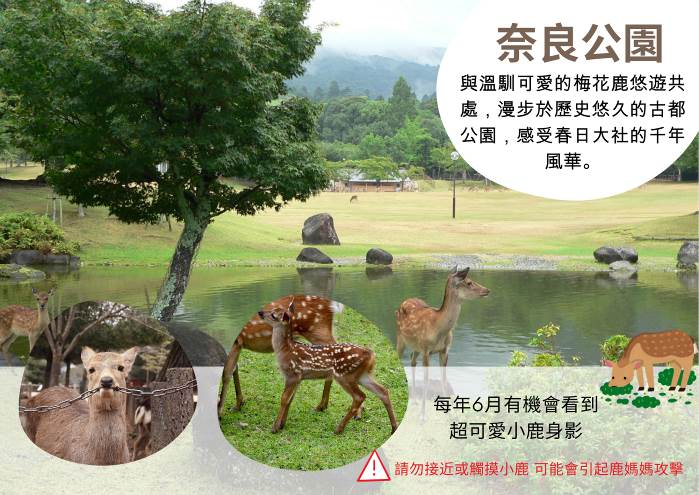 奈良公園
與溫馴可愛的梅花鹿悠遊共
處，漫步於歷史悠久的古都
公園，感受春日大社的千年
風華。
每年6月有機會看到
超可愛小鹿身影
請勿接近或觸摸小鹿 可能會引起鹿媽媽攻擊